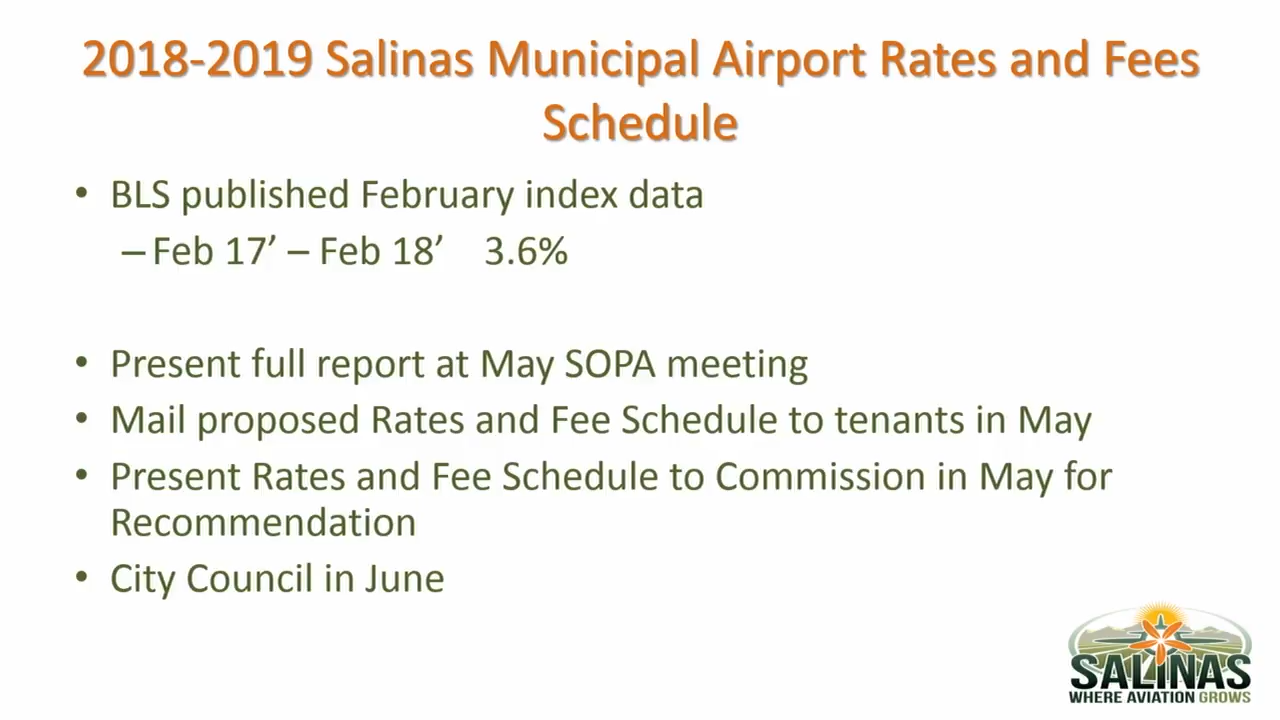 2018-2019 Salinas Municipal Airport Rates and Fees
Schedule
• BLS published February index data
– Feb 17’ – Feb 18’ 3.6%
• Present full report at May SOPA meeting
• Mail proposed Rates and Fee Schedule to tenants in May
• Present Rates and Fee Schedule to Commission in May for
Recommendation
• City Council in June
SALINAS
WHERE AVIATION GROWS